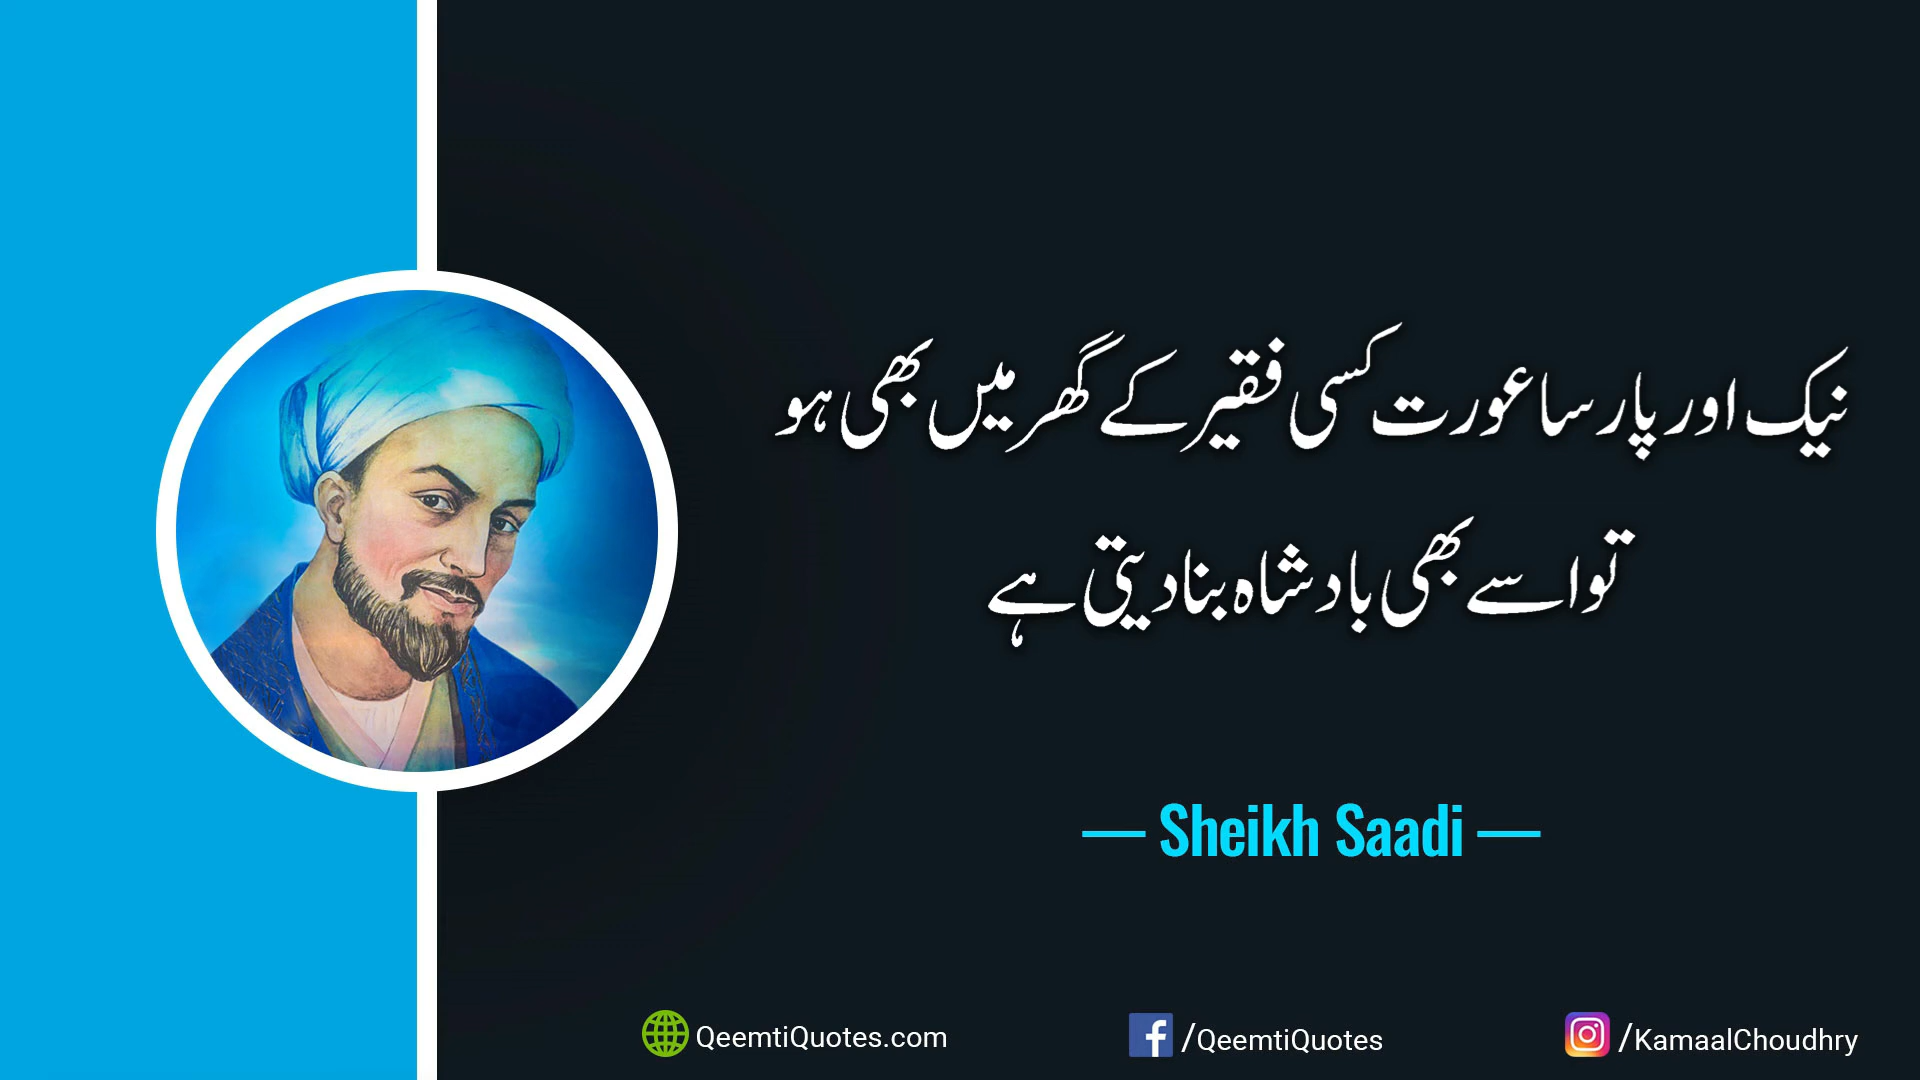 نیک اور پارسا عورت کسی فقیر کے گھر میں بھی ہو
تو اسے بھی بادشاہ بنا دیتی ہے
— Sheikh Saadi —
QeemtiQuotes.com
/QeemtiQuotes
/KamaalChoudhry